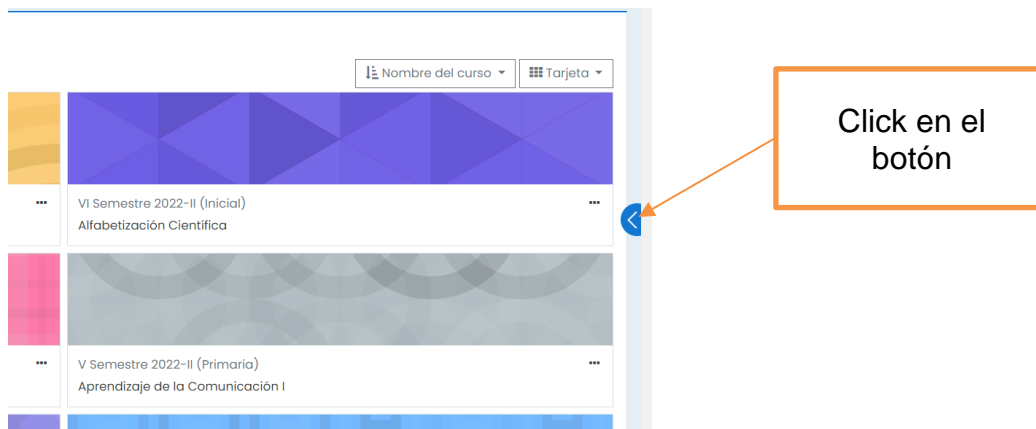 Nombre del curso
Tarjeta
Click en el
botón
VI Semestre 2022-II (Inicial)
Alfabetización Científica
V Semestre 2022-II (Primaria)
Aprendizaje de la Comunicación I